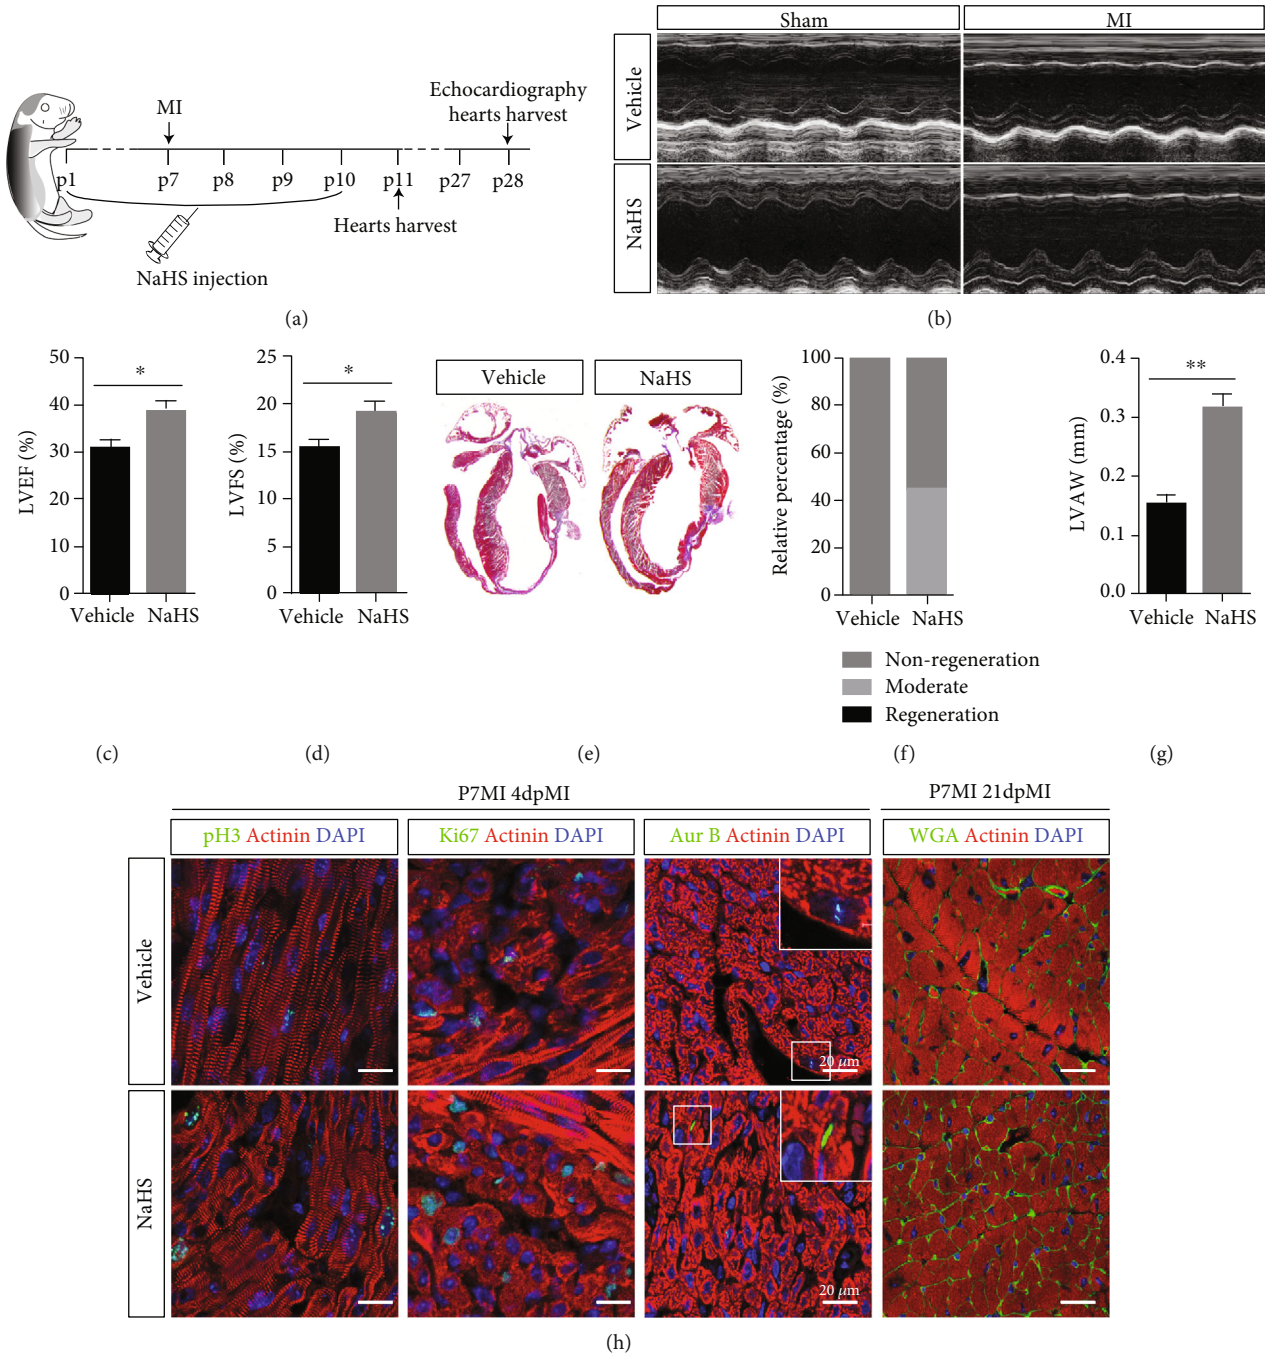 MI
Echocardiography
hearts harvest
p1
p7
p8
p9
p10
p11
p27
p28
Hearts harvest
NaHS injection
(a)
Sham
MI
Vehicle
NaHS
(b)
LVEF (%)
50
40
30
20
10
0
*
Vehicle
NaHS
LVFS (%)
25
20
15
10
5
0
*
Vehicle
NaHS
Vehicle
NaHS
Relative percentage (%)
100
80
60
40
20
0
Vehicle
NaHS
Non-regeneration
Moderate
Regeneration
LVAW (mm)
0.4
0.3
0.2
0.1
0.0
**
Vehicle
NaHS
(c)
(d)
(e)
(f)
(g)
P7MI 4dpMI
P7MI 21dpMI
pH3 Actinin DAPI
Ki67 Actinin DAPI
Aur B Actinin DAPI
WGA Actinin DAPI
Vehicle
20 μm
NaHS
20 μm
(h)